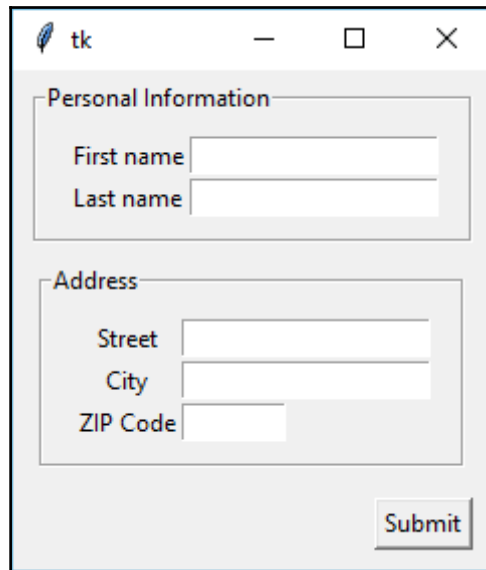 tk
Personal Information
First name
Last name
Address
Street
City
ZIP Code
Submit